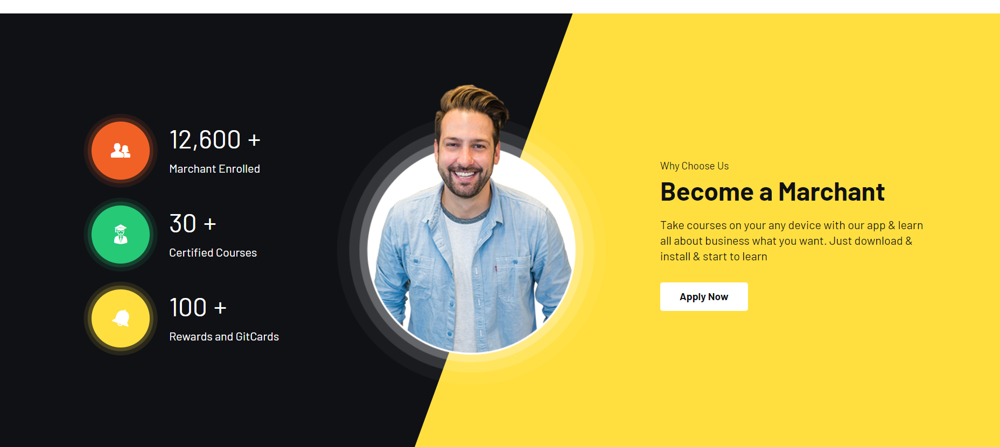 12,600 +
Marchant Enrolled
30 +
Certified Courses
100 +
Rewards and GitCards
Why Choose Us
Become a Marchant
Take courses on your any device with our app & learn
all about business what you want. Just download &
install & start to learn
Apply Now